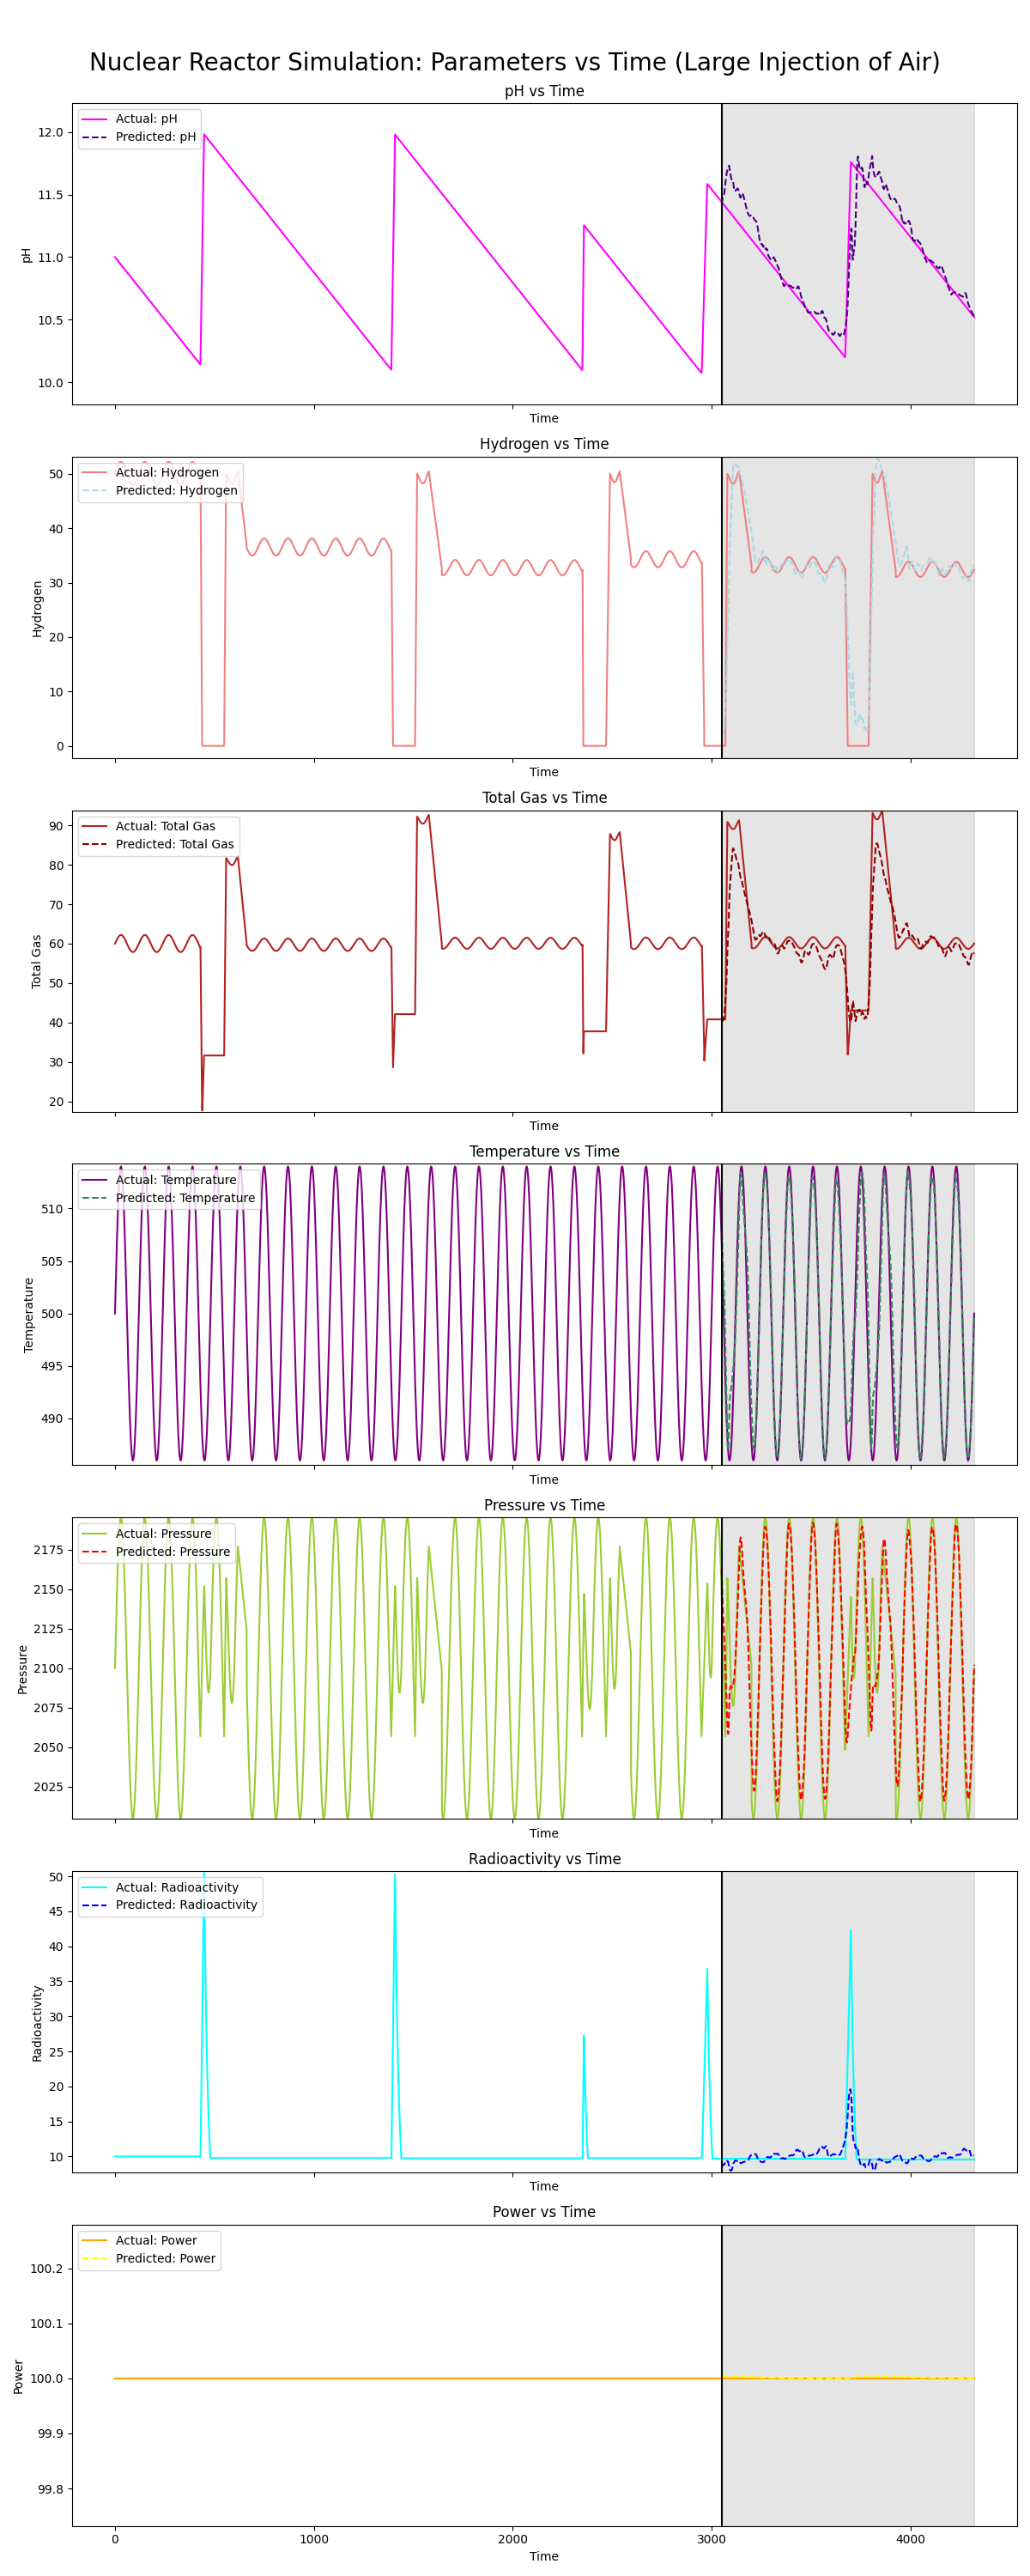 Nuclear Reactor Simulation: Parameters vs Time (Large Injection of Air)
pH vs Time
Actual: pH
Predicted: pH
12.0
11.5
11.0
10.5
10.0
pH
Time
Hydrogen vs Time
Actual: Hydrogen
Predicted: Hydrogen
50
40
30
20
10
0
Hydrogen
Time
Total Gas vs Time
Actual: Total Gas
Predicted: Total Gas
90
80
70
60
50
40
30
20
Total Gas
Time
Temperature vs Time
Actual: Temperature
Predicted: Temperature
510
505
500
495
490
Temperature
Time
Pressure vs Time
Actual: Pressure
Predicted: Pressure
2175
2150
2125
2100
2075
2050
2025
Pressure
Time
Radioactivity vs Time
Actual: Radioactivity
Predicted: Radioactivity
50
45
40
35
30
25
20
15
10
Radioactivity
Time
Power vs Time
Actual: Power
Predicted: Power
100.2
100.1
100.0
99.9
99.8
Power
0 1000 2000 3000 4000
Time